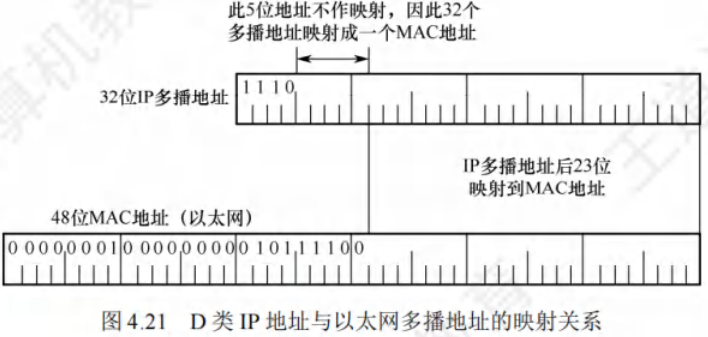 此5位地址不作映射,因此32个
多播地址映射成一个MAC地址
32位IP多播地址
1 1 1 0
IP多播地址后23位
映射到MAC地址
48位MAC地址(以太网)
0 0 0 0 0 0 0 1 0 0 0 0 0 0 0 0 0 1 0 1 1 1 1 0 0
图 4.21 D 类 IP 地址与以太网多播地址的映射关系